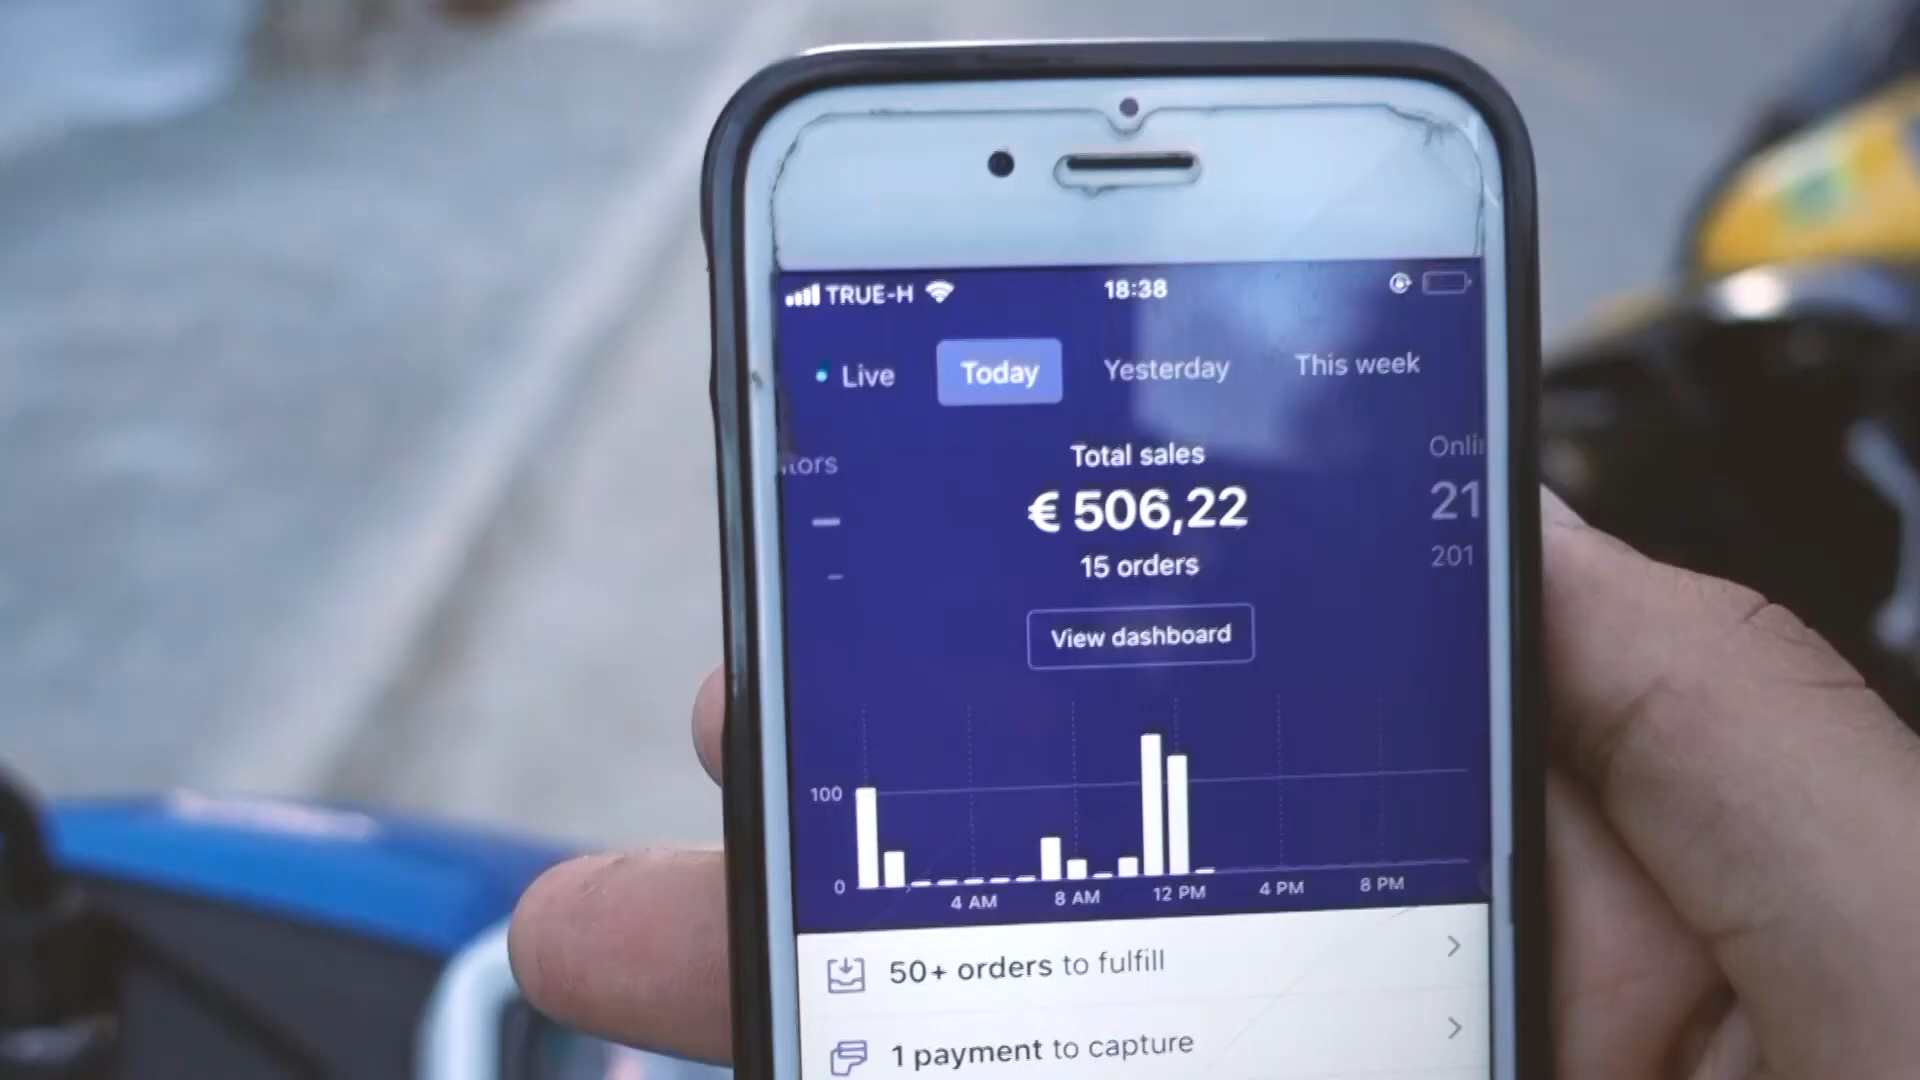 TRUE-H 18:38
Live Today Yesterday This week
Total sales
€ 506,22
15 orders
21
201
View dashboard
100
0
4 AM 8 AM 12 PM 4 PM 8 PM
50+ orders to fulfill
1 payment to capture